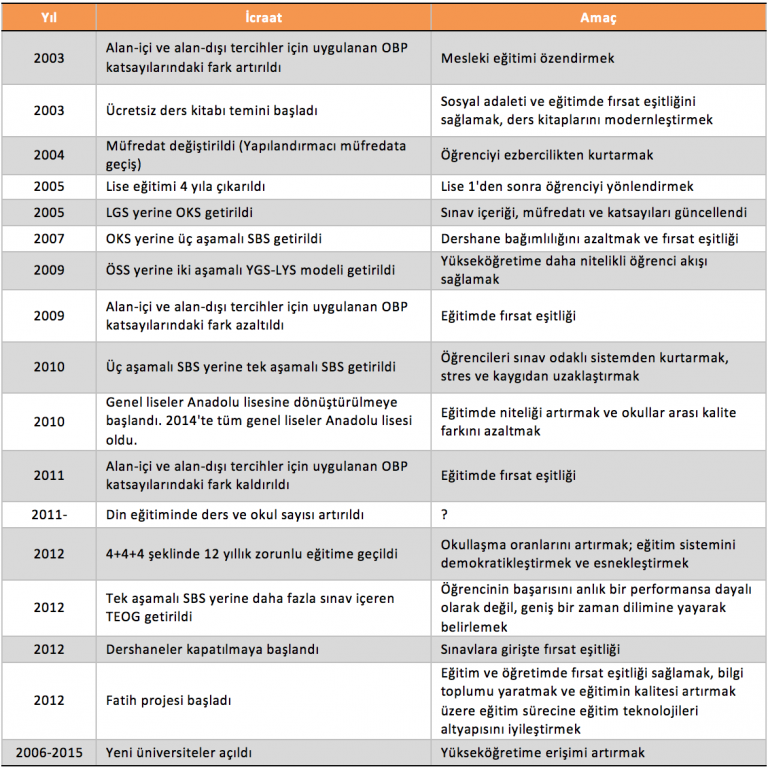 Yıl İcraat Amaç
2003 Alan-içi ve alan-dışı tercihler için uygulanan OBP katsayılarındaki fark artırıldı Mesleki eğitimi özendirmek
2003 Ücretsiz ders kitabı temini başladı Sosyal adaleti ve eğitimde fırsat eşitliğini sağlamak, ders kitaplarını modernleştirmek
2004 Müfredat değiştirildi (Yapılandırmacı müfredata geçiş) Öğrenciyi ezbercilikten kurtarmak
2005 Lise eğitimi 4 yıla çıkarıldı Lise 1'den sonra öğrenciyi yönlendirmek
2005 LGS yerine OKS getirildi Sınav içeriği, müfredatı ve katsayıları güncellendi
2007 OKS yerine üç aşamalı SBS getirildi Dershane bağımlılığını azaltmak ve fırsat eşitliği
2009 ÖSS yerine iki aşamalı YGS-LYS modeli getirildi Yükseköğretime daha nitelikli öğrenci akışı sağlamak
2009 Alan-içi ve alan-dışı tercihler için uygulanan OBP katsayılarındaki fark azaltıldı Eğitimde fırsat eşitliği
2010 Üç aşamalı SBS yerine tek aşamalı SBS getirildi Öğrencileri sınav odaklı sistemden kurtarmak, stres ve kaygıdan uzaklaştırmak
2010 Genel liseler Anadolu lisesine dönüştürülmeye başlandı. 2014'te tüm genel liseler Anadolu lisesi oldu. Eğitimde niteliği artırmak ve okullar arası kalite farkını azaltmak
2011 Alan-içi ve alan-dışı tercihler için uygulanan OBP katsayılarındaki fark kaldırıldı Eğitimde fırsat eşitliği
2011- Din eğitiminde ders ve okul sayısı artırıldı ?
2012 4+4+4 şeklinde 12 yıllık zorunlu eğitime geçildi Okullaşma oranlarını artırmak; eğitim sistemini demokratikleştirmek ve esnekleştirmek
2012 Tek aşamalı SBS yerine daha fazla sınav içeren TEOG getirildi Öğrencinin başarısını anlık bir performansa dayalı olarak değil, geniş bir zaman dilimine yayarak belirlemek
2012 Dershaneler kapatılmaya başlandı Sınavlara girişte fırsat eşitliği
2012 Fatih projesi başladı Eğitim ve öğretimde fırsat eşitliği sağlamak, bilgi toplumu yaratmak ve eğitimin kalitesi artırmak üzere eğitim sürecine eğitim teknolojileri altyapısını iyileştirmek
2006-2015 Yeni üniversiteler açıldı Yükseköğretime erişimi artırmak